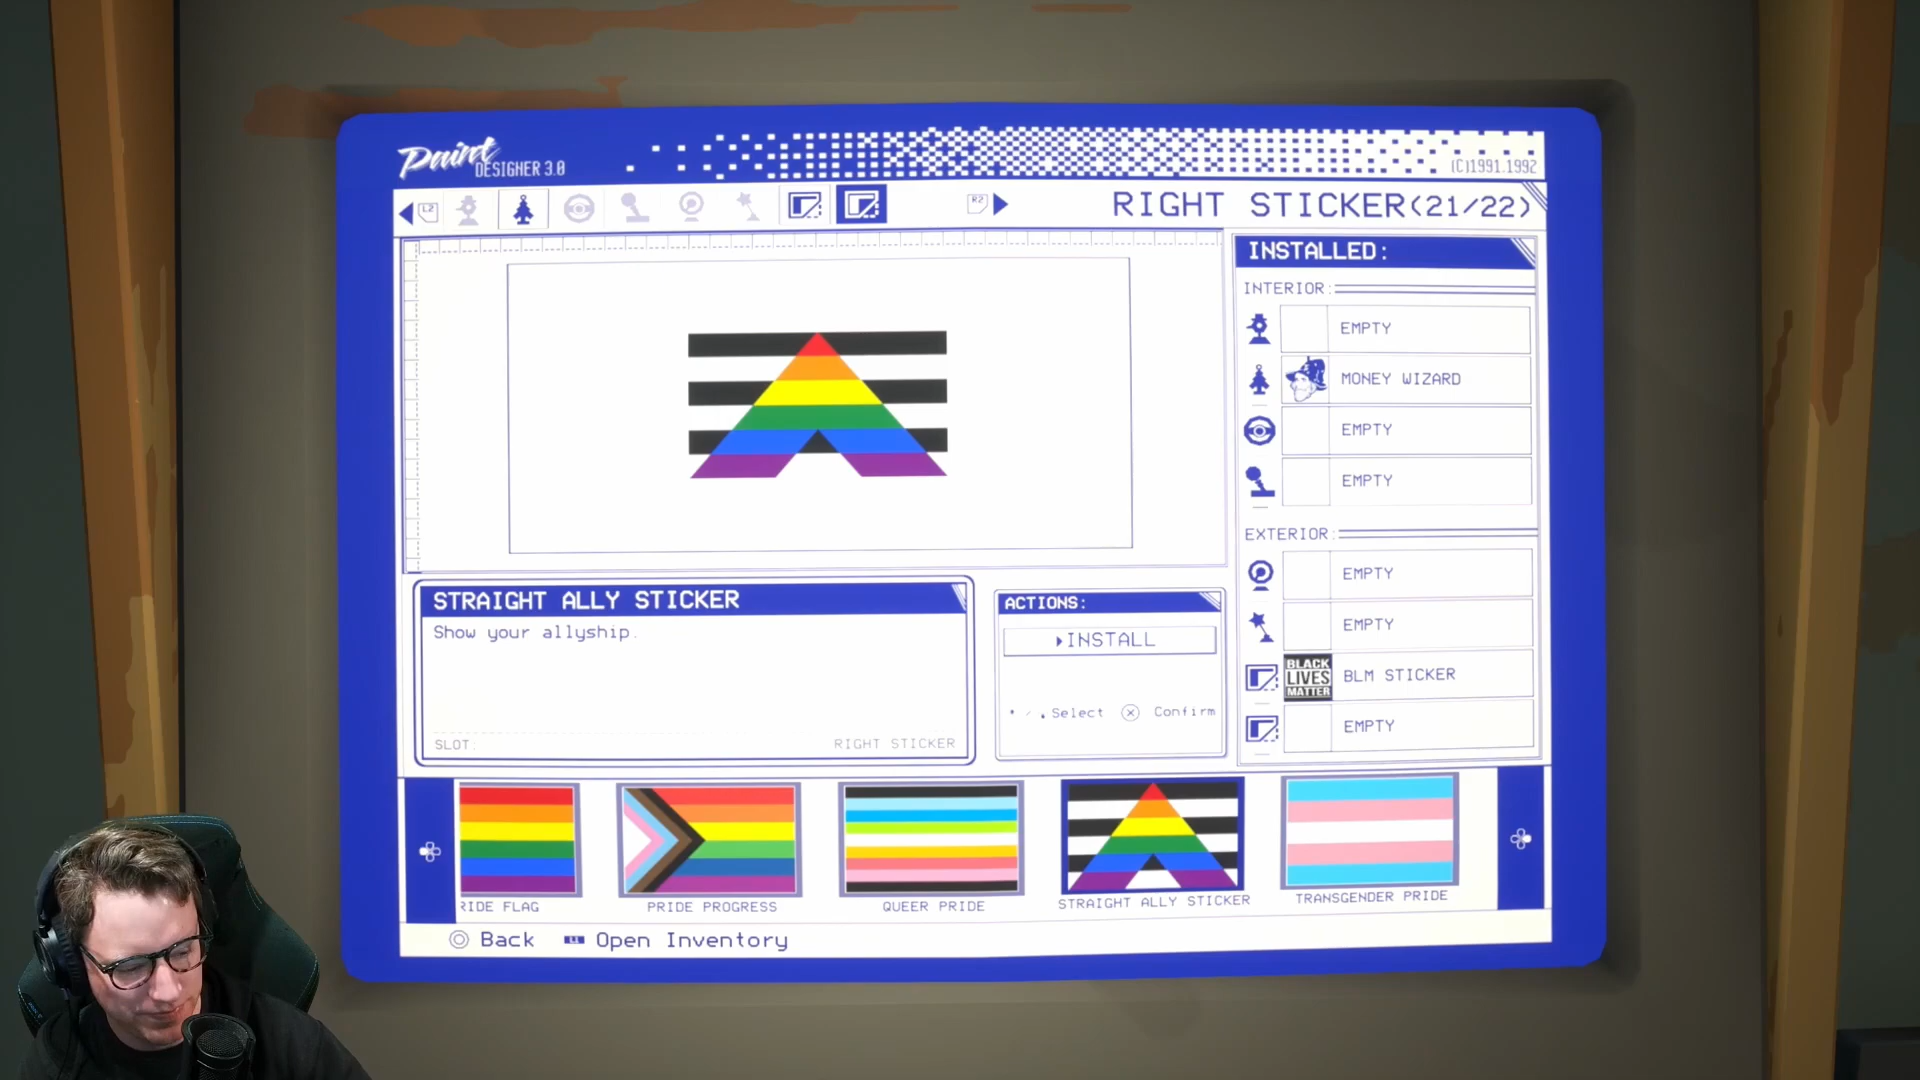 Paint
DESIGNER 3.0
(C)1991.1992
L2
R2
RIGHT STICKER(21/22)
INSTALLED:
INTERIOR:
EMPTY
MONEY WIZARD
EMPTY
EMPTY
EXTERIOR:
EMPTY
EMPTY
BLACK
LIVES
MATTER
BLM STICKER
EMPTY
STRAIGHT ALLY STICKER
Show your allyship.
SLOT:
RIGHT STICKER
ACTIONS:
INSTALL
Select
Confirm
RIDE FLAG
PRIDE PROGRESS
QUEER PRIDE
STRAIGHT ALLY STICKER
TRANSGENDER PRIDE
Back
Open Inventory